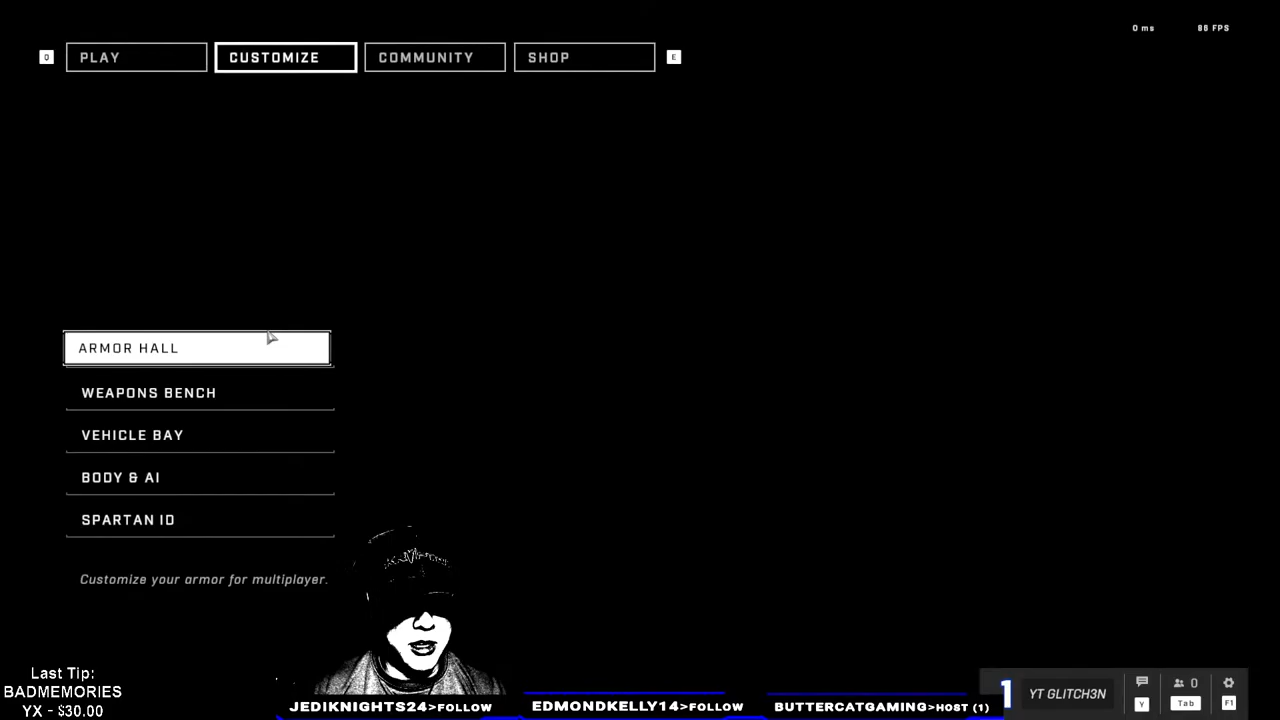 0 ms 86 FPS
Q PLAY CUSTOMIZE COMMUNITY SHOP E
ARMOR HALL
WEAPONS BENCH
VEHICLE BAY
BODY & AI
SPARTAN ID
Customize your armor for multiplayer.
Last Tip:
BADMEMORIES
YX - $30.00
JEDIKNIGHTS24>FOLLOW EDMONDKELLY14>FOLLOW BUTTERCATGAMING>HOST (1)
1 YT GLITCH3N 0
Y Tab F1